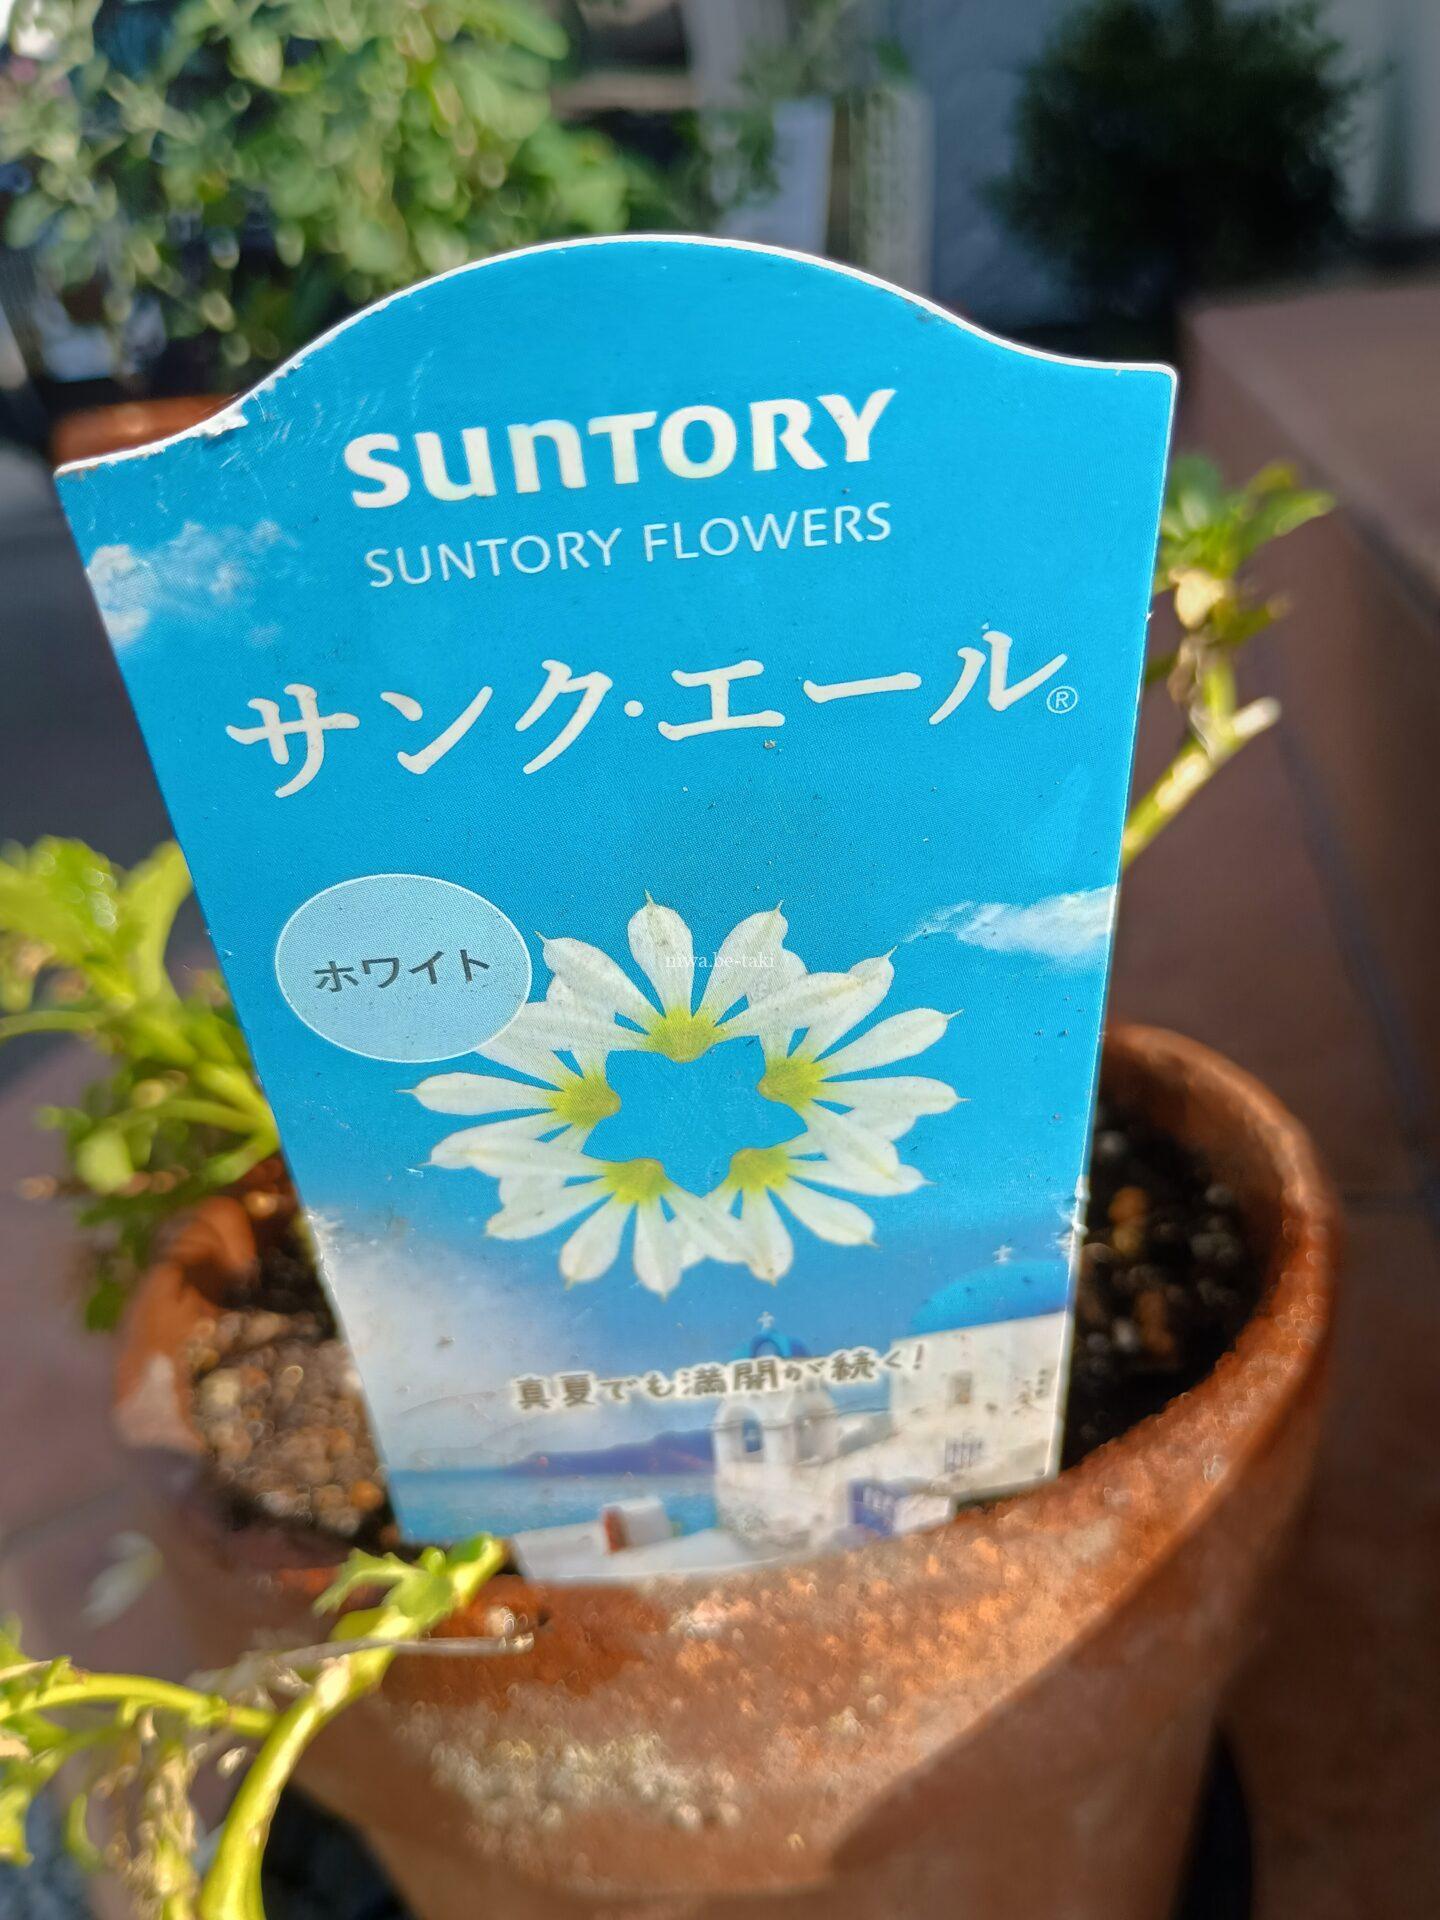 SUNTORY
SUNTORY FLOWERS
サンク・エール®
ホワイト
niwa.be-taki
真夏でも満開が続く!